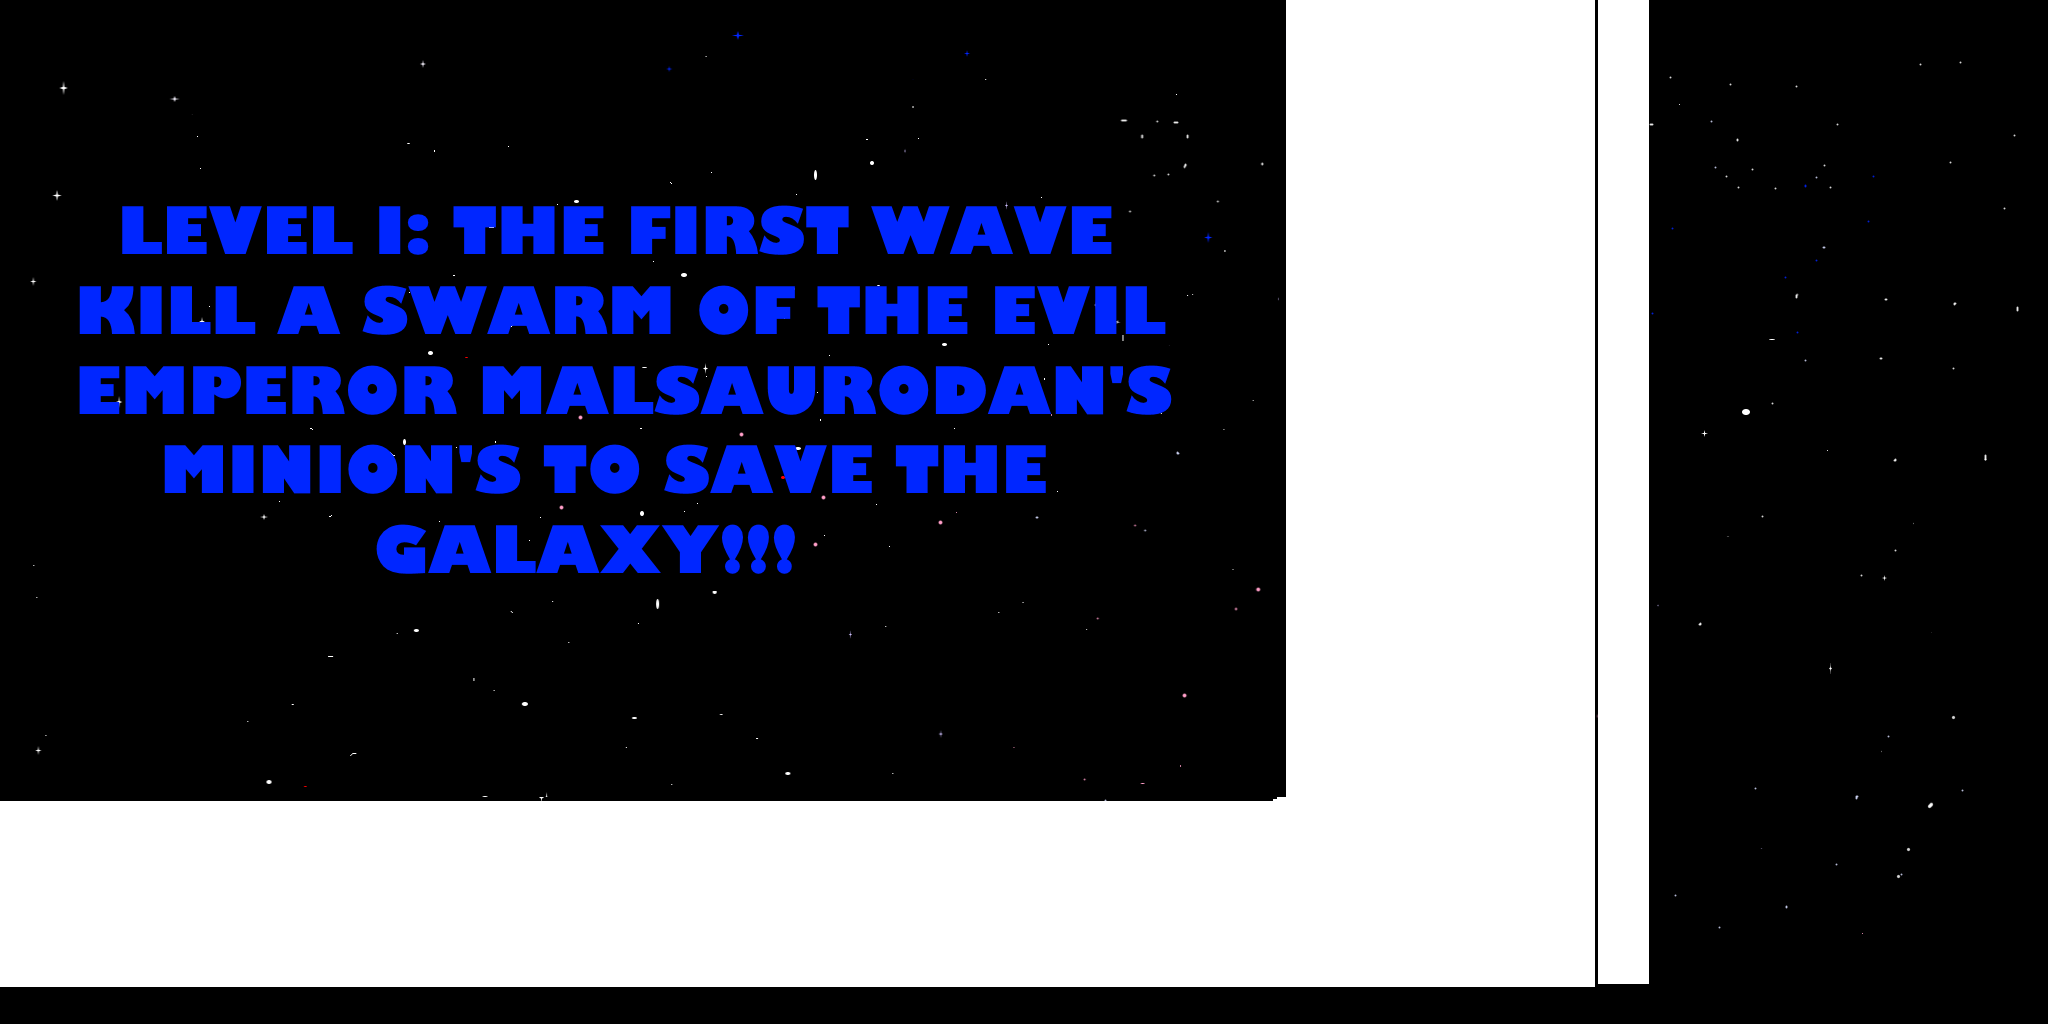 LEVEL 1: THE FIRST WAVE
KILL A SWARM OF THE EVIL
EMPEROR MALSAURODAN'S
MINION'S TO SAVE THE
GALAXY!!!